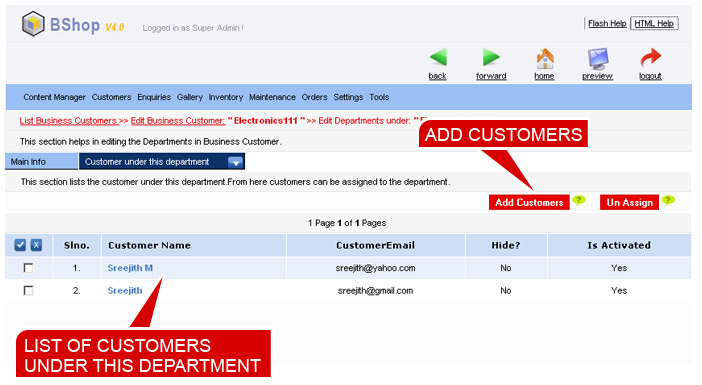 BShop V4.0
Logged in as Super Admin !
Flash Help
HTML Help
back
forward
home
preview
logout
Content Manager Customers Enquiries Gallery Inventory Maintenance Orders Settings Tools
List Business Customers >> Edit Business Customer: "Electronics111 " >> Edit Departments under:
ADD CUSTOMERS
This section helps in editing the Departments in Business Customer.
Main Info
Customer under this department
This section lists the customer under this department.From here customers can be assigned to the department.
Add Customers ?
Un Assign ?
1 Page 1 of 1 Pages
Slno. Customer Name CustomerEmail Hide? Is Activated
1. Sreejith M sreejith@yahoo.com No Yes
2. Sreejith sreejith@gmail.com No Yes
LIST OF CUSTOMERS
UNDER THIS DEPARTMENT